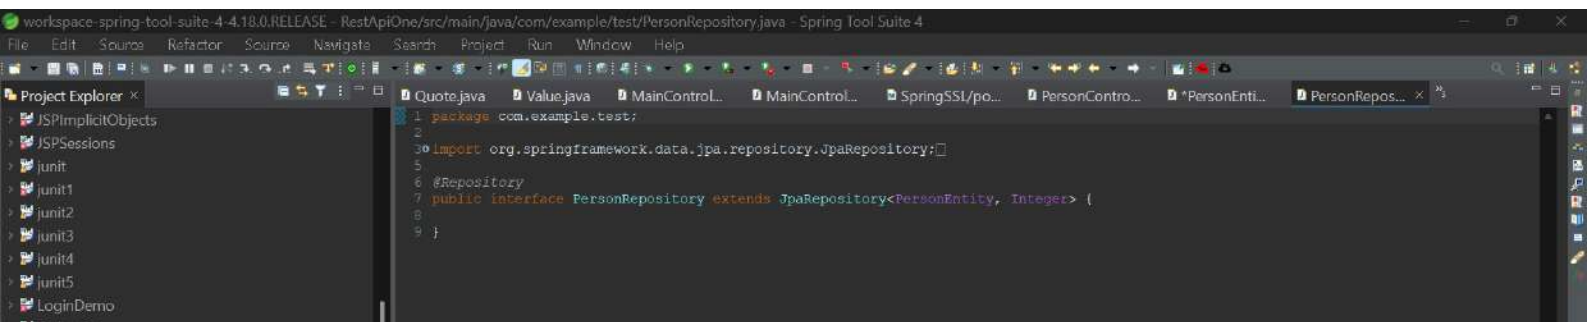 workspace-spring-tool-suite-4-4.18.0.RELEASE - RestApiOne/src/main/java/com/example/test/PersonRepository.java - Spring Tool Suite 4
File Edit Source Refactor Source Navigate Search Project Run Window Help
Project Explorer ×
Quote.java Value.java MainControl... MainControl... SpringSSL/po... PersonContro... *PersonEnti... PersonRepos... × »5
JSPImplicitObjects
JSPSessions
junit
junit1
junit2
junit3
junit4
junit5
LoginDemo
1 package com.example.test;
2
3 import org.springframework.data.jpa.repository.JpaRepository;
5
6 @Repository
7 public interface PersonRepository extends JpaRepository<PersonEntity, Integer> {
8
9 }